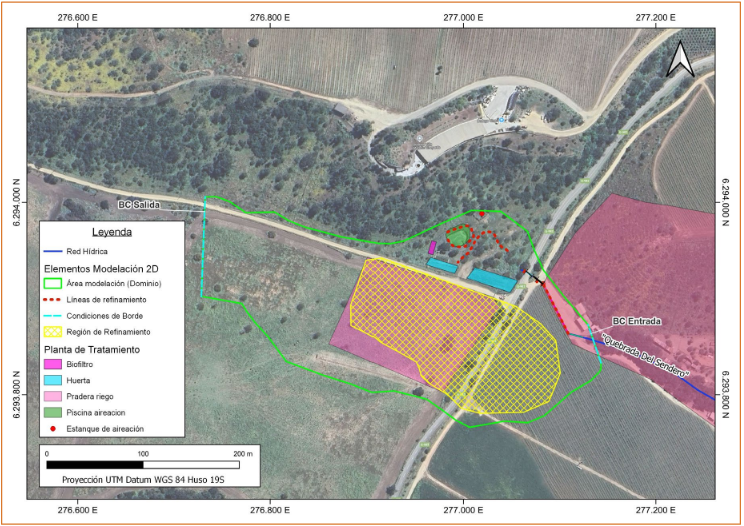 276.600 E
276.800 E
277.000 E
277.200 E
6.294.000 N
6.294.000 N
BC Salida
Leyenda
Red Hídrica
Elementos Modelación 2D
Área modelación (Dominio)
Líneas de refinamiento
Condiciones de Borde
Región de Refinamiento
Planta de Tratamiento
Biofiltro
Huerta
Pradera riego
Piscina aireacion
Estanque de aireación
BC Entrada
"Quebrada Del Sendero"
6.293.800 N
6.293.800 N
0 100 200 m
Proyección UTM Datum WGS 84 Huso 19S
276.600 E
276.800 E
277.000 E
277.200 E